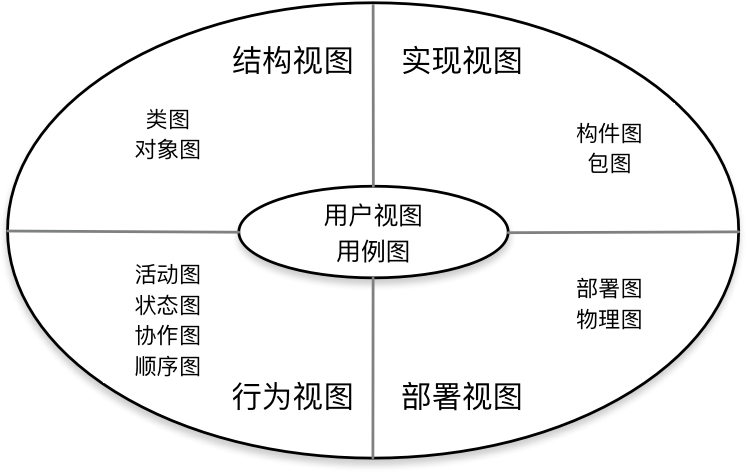 结构视图
类图
对象图
实现视图
构件图
包图
用户视图
用例图
活动图
状态图
协作图
顺序图
行为视图
部署图
物理图
部署视图